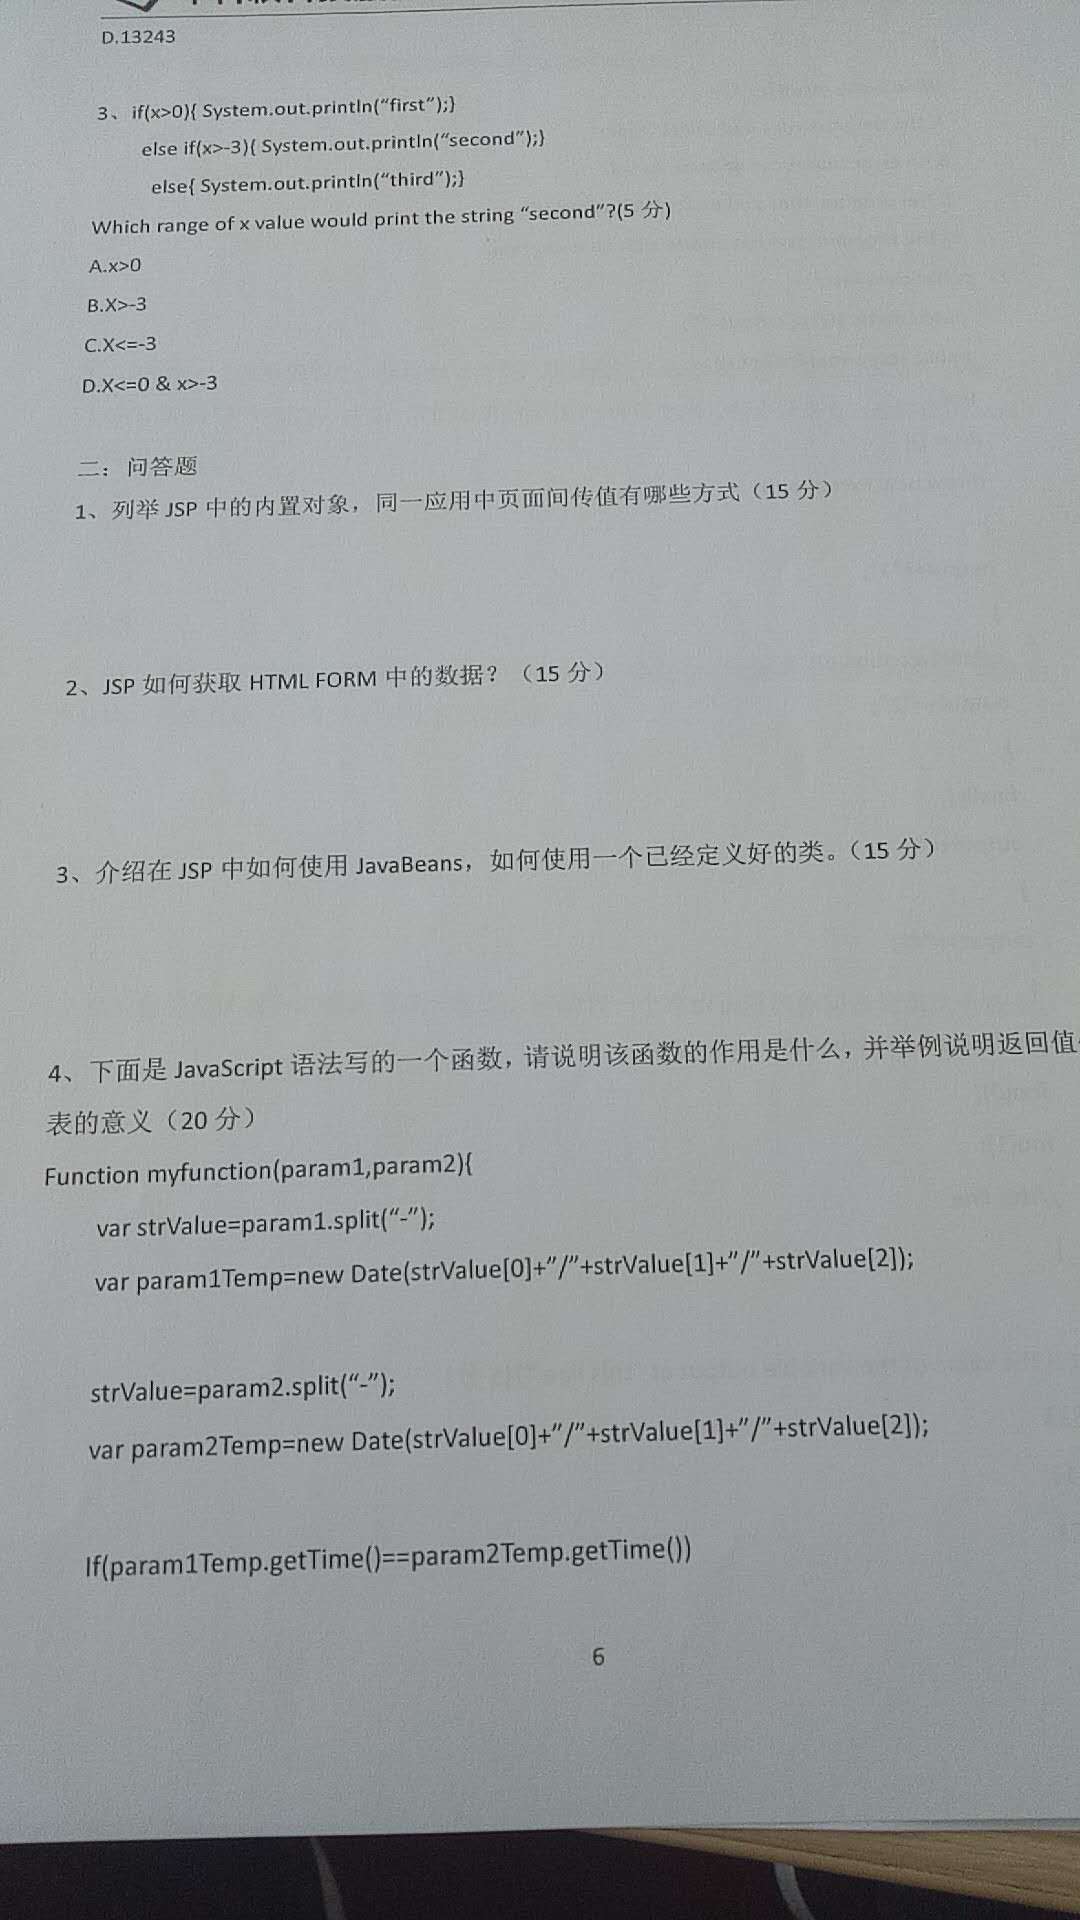 D.13243
3、if(x>0){ System.out.println(“first”);}
else if(x>-3){ System.out.println(“second”);}
else{ System.out.println(“third”);}
Which range of x value would print the string “second”?(5 分)
A.x>0
B.X>-3
C.X<=-3
D.X<=0 & x>-3
二：问答题
1、列举 JSP 中的内置对象，同一应用中页面间传值有哪些方式（15 分）
2、JSP 如何获取 HTML FORM 中的数据？（15 分）
3、介绍在 JSP 中如何使用 JavaBeans，如何使用一个已经定义好的类。（15 分）
4、下面是 JavaScript 语法写的一个函数，请说明该函数的作用是什么，并举例说明返回值
表的意义（20 分）
Function myfunction(param1,param2){
var strValue=param1.split(“-”);
var param1Temp=new Date(strValue[0]+”/”+strValue[1]+”/”+strValue[2]);
strValue=param2.split(“-”);
var param2Temp=new Date(strValue[0]+”/”+strValue[1]+”/”+strValue[2]);
If(param1Temp.getTime()==param2Temp.getTime())
6